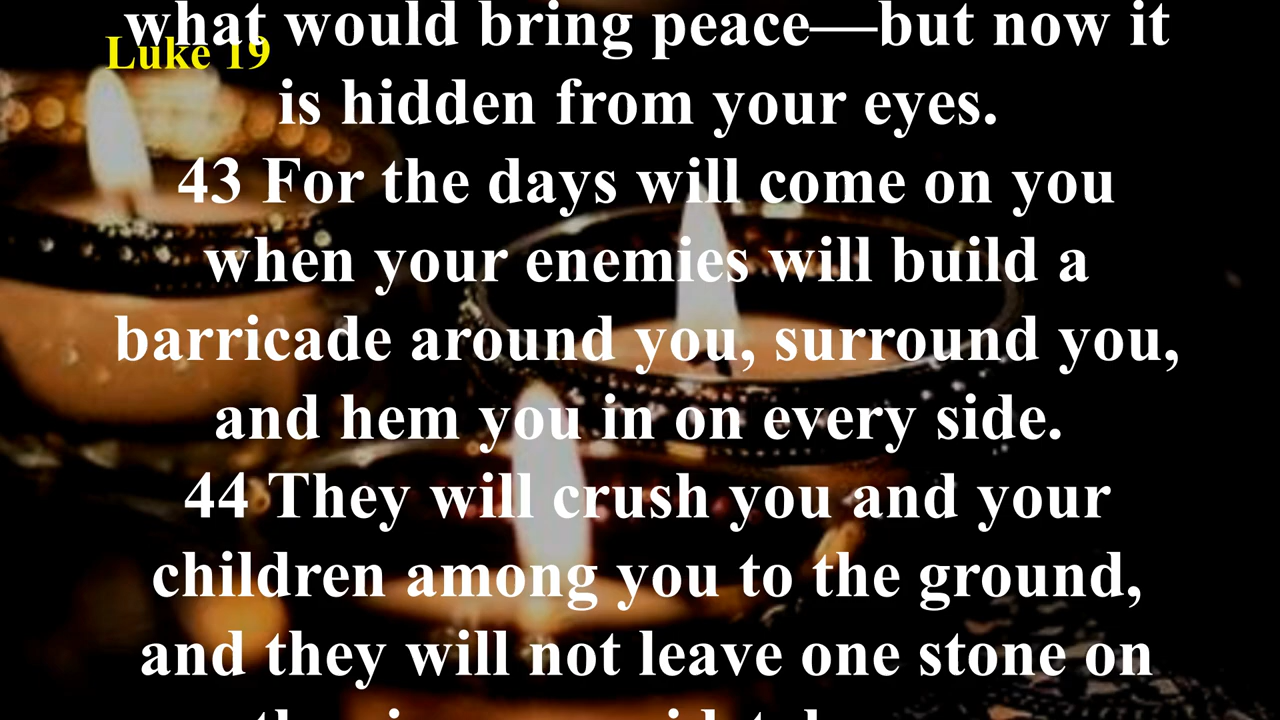 what would bring peace—but now it
Luke 19
is hidden from your eyes.
43 For the days will come on you
when your enemies will build a
barricade around you, surround you,
and hem you in on every side.
44 They will crush you and your
children among you to the ground,
and they will not leave one stone on